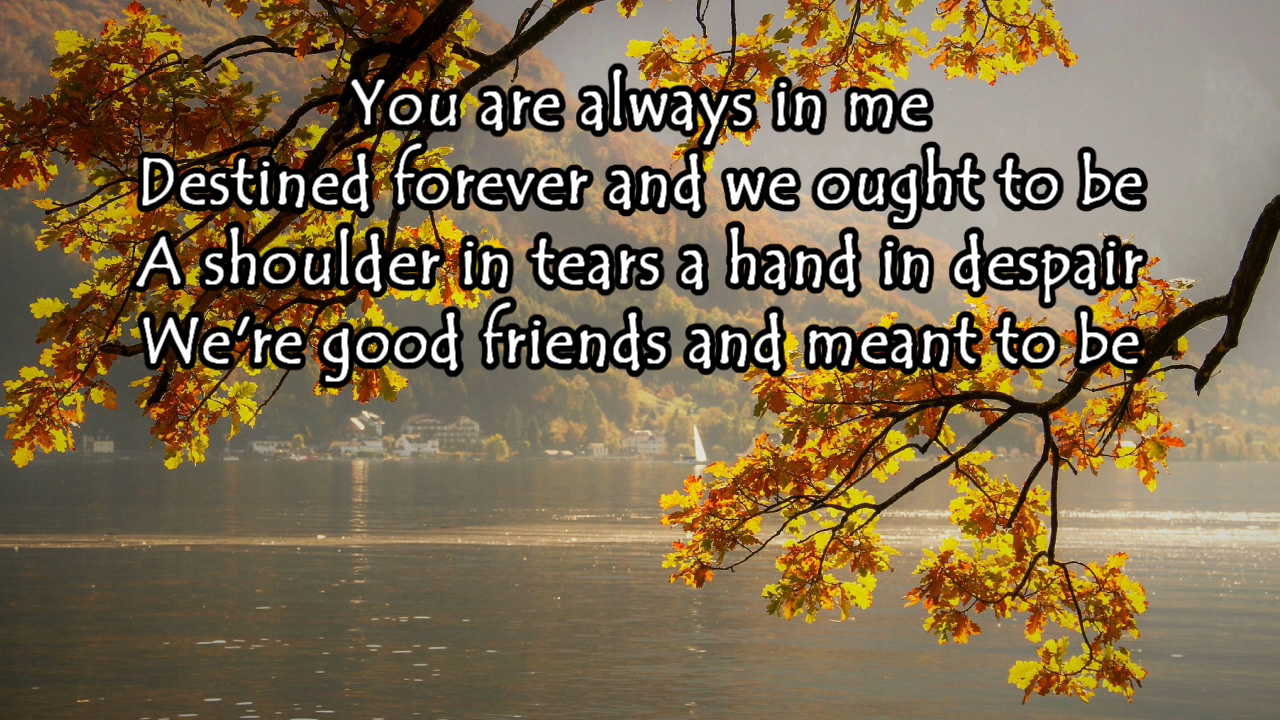 You are always in me
Destined forever and we ought to be
A shoulder in tears a hand in despair
We're good friends and meant to be